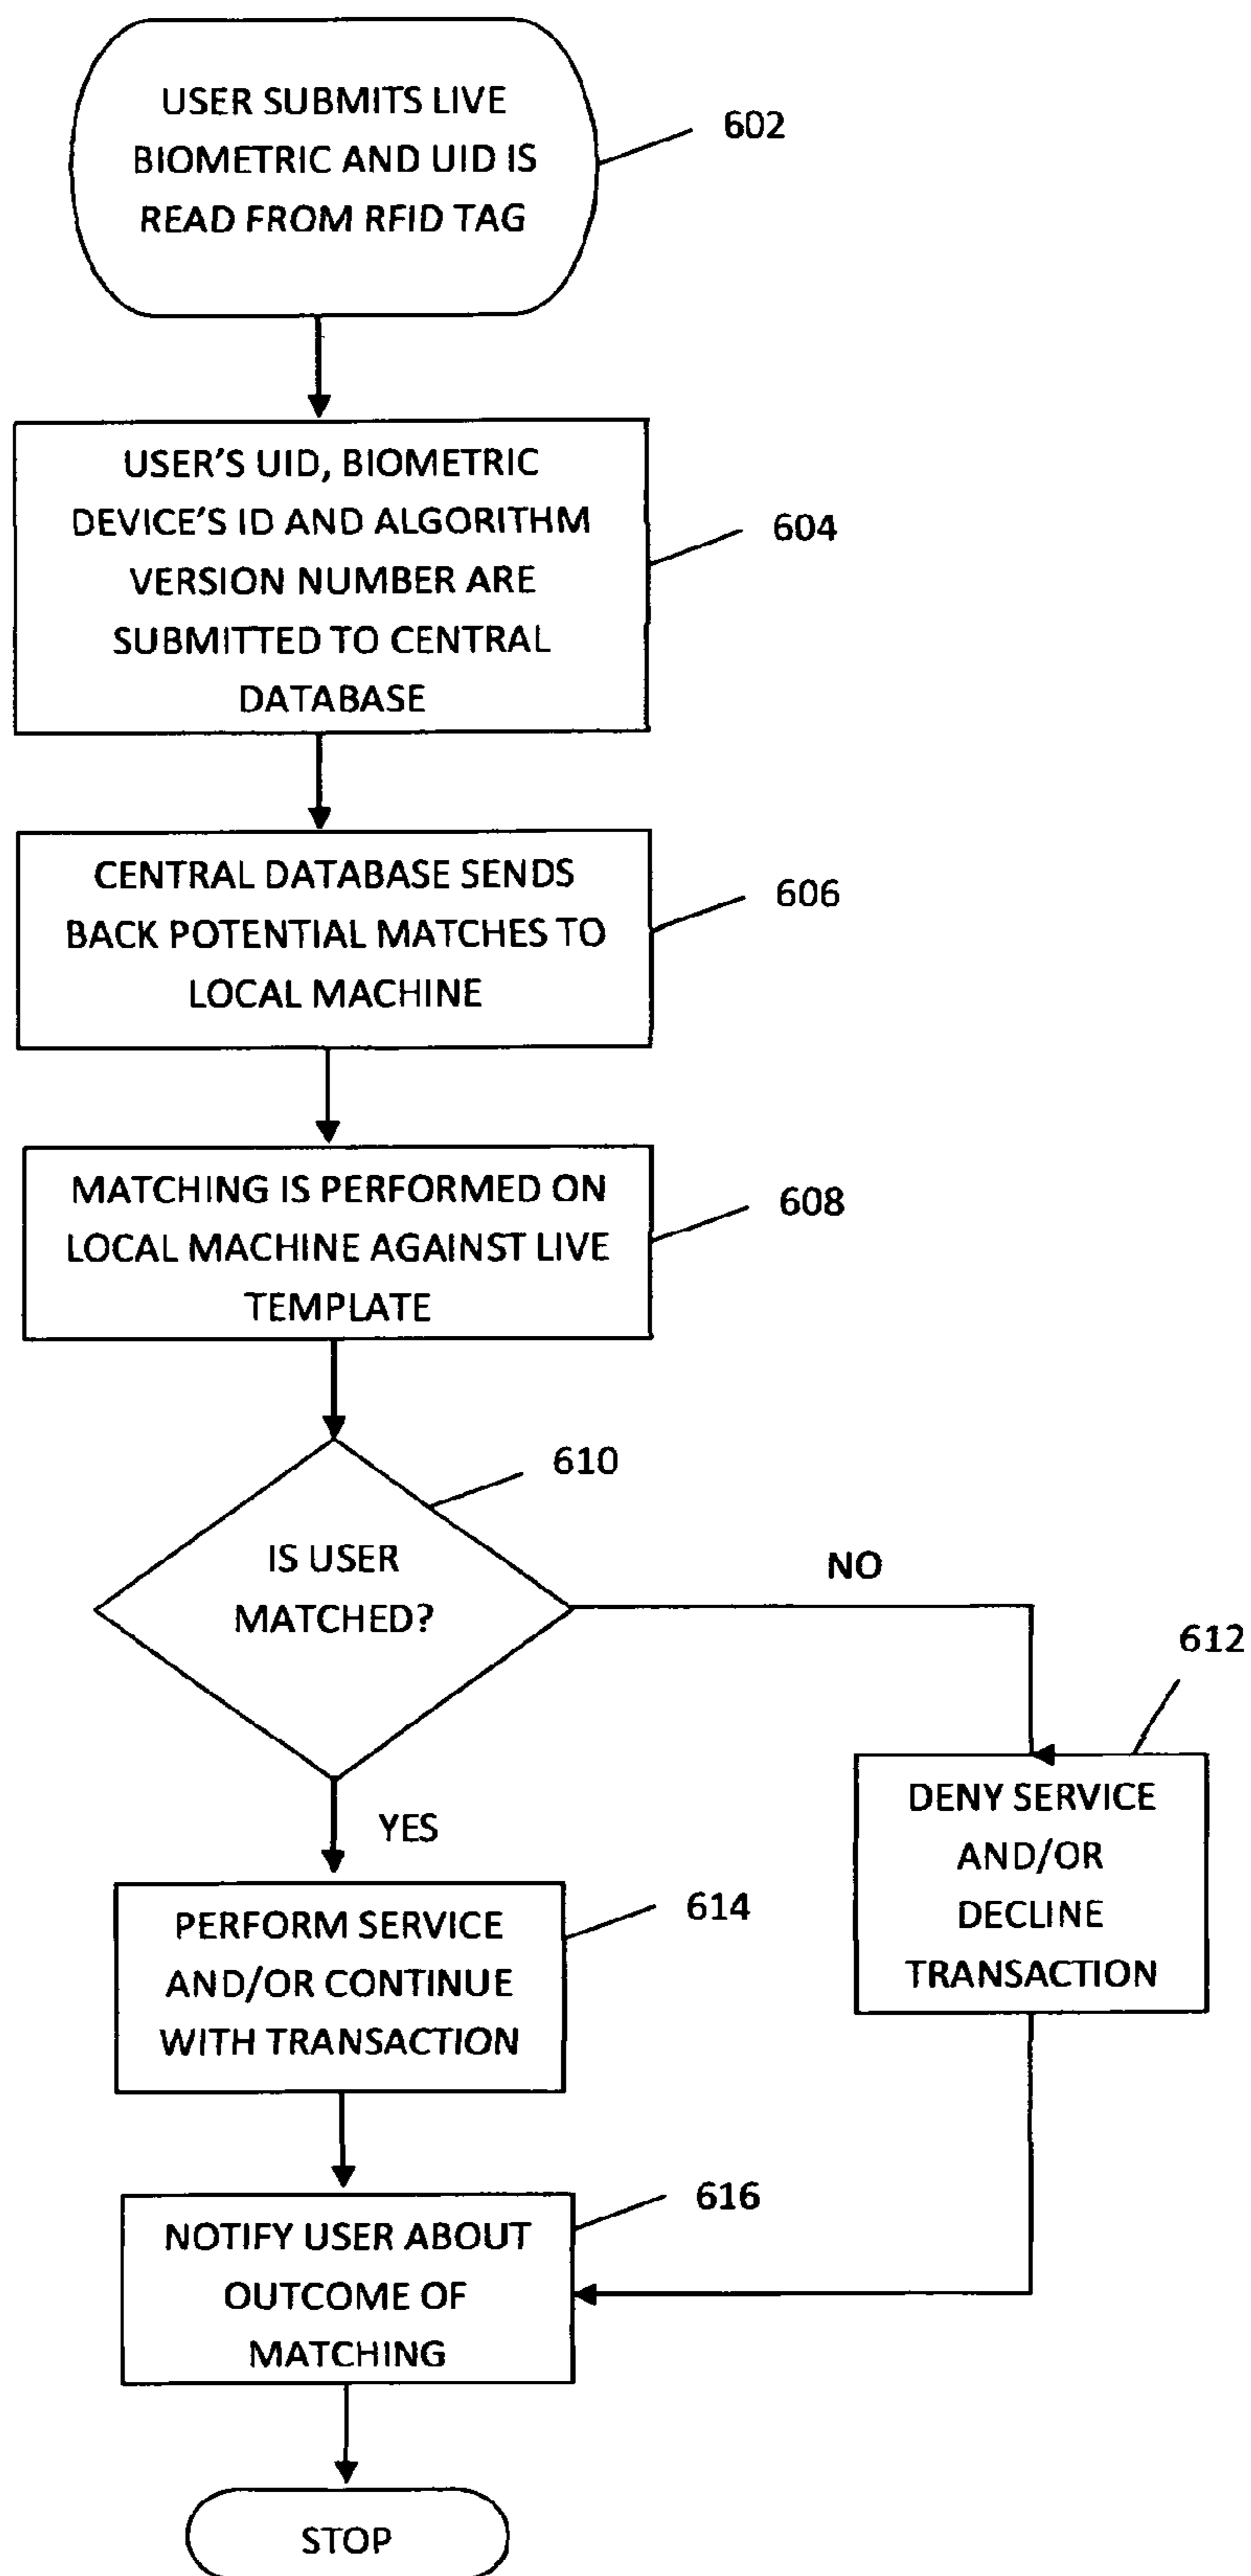 USER SUBMITS LIVE
BIOMETRIC AND UID IS
READ FROM RFID TAG
602
USER'S UID, BIOMETRIC
DEVICE'S ID AND ALGORITHM
VERSION NUMBER ARE
SUBMITTED TO CENTRAL
DATABASE
604
CENTRAL DATABASE SENDS
BACK POTENTIAL MATCHES TO
LOCAL MACHINE
606
MATCHING IS PERFORMED ON
LOCAL MACHINE AGAINST LIVE
TEMPLATE
608
610
IS USER
MATCHED?
NO
612
DENY SERVICE
AND/OR
DECLINE
TRANSACTION
YES
PERFORM SERVICE
AND/OR CONTINUE
WITH TRANSACTION
614
NOTIFY USER ABOUT
OUTCOME OF
MATCHING
616
STOP